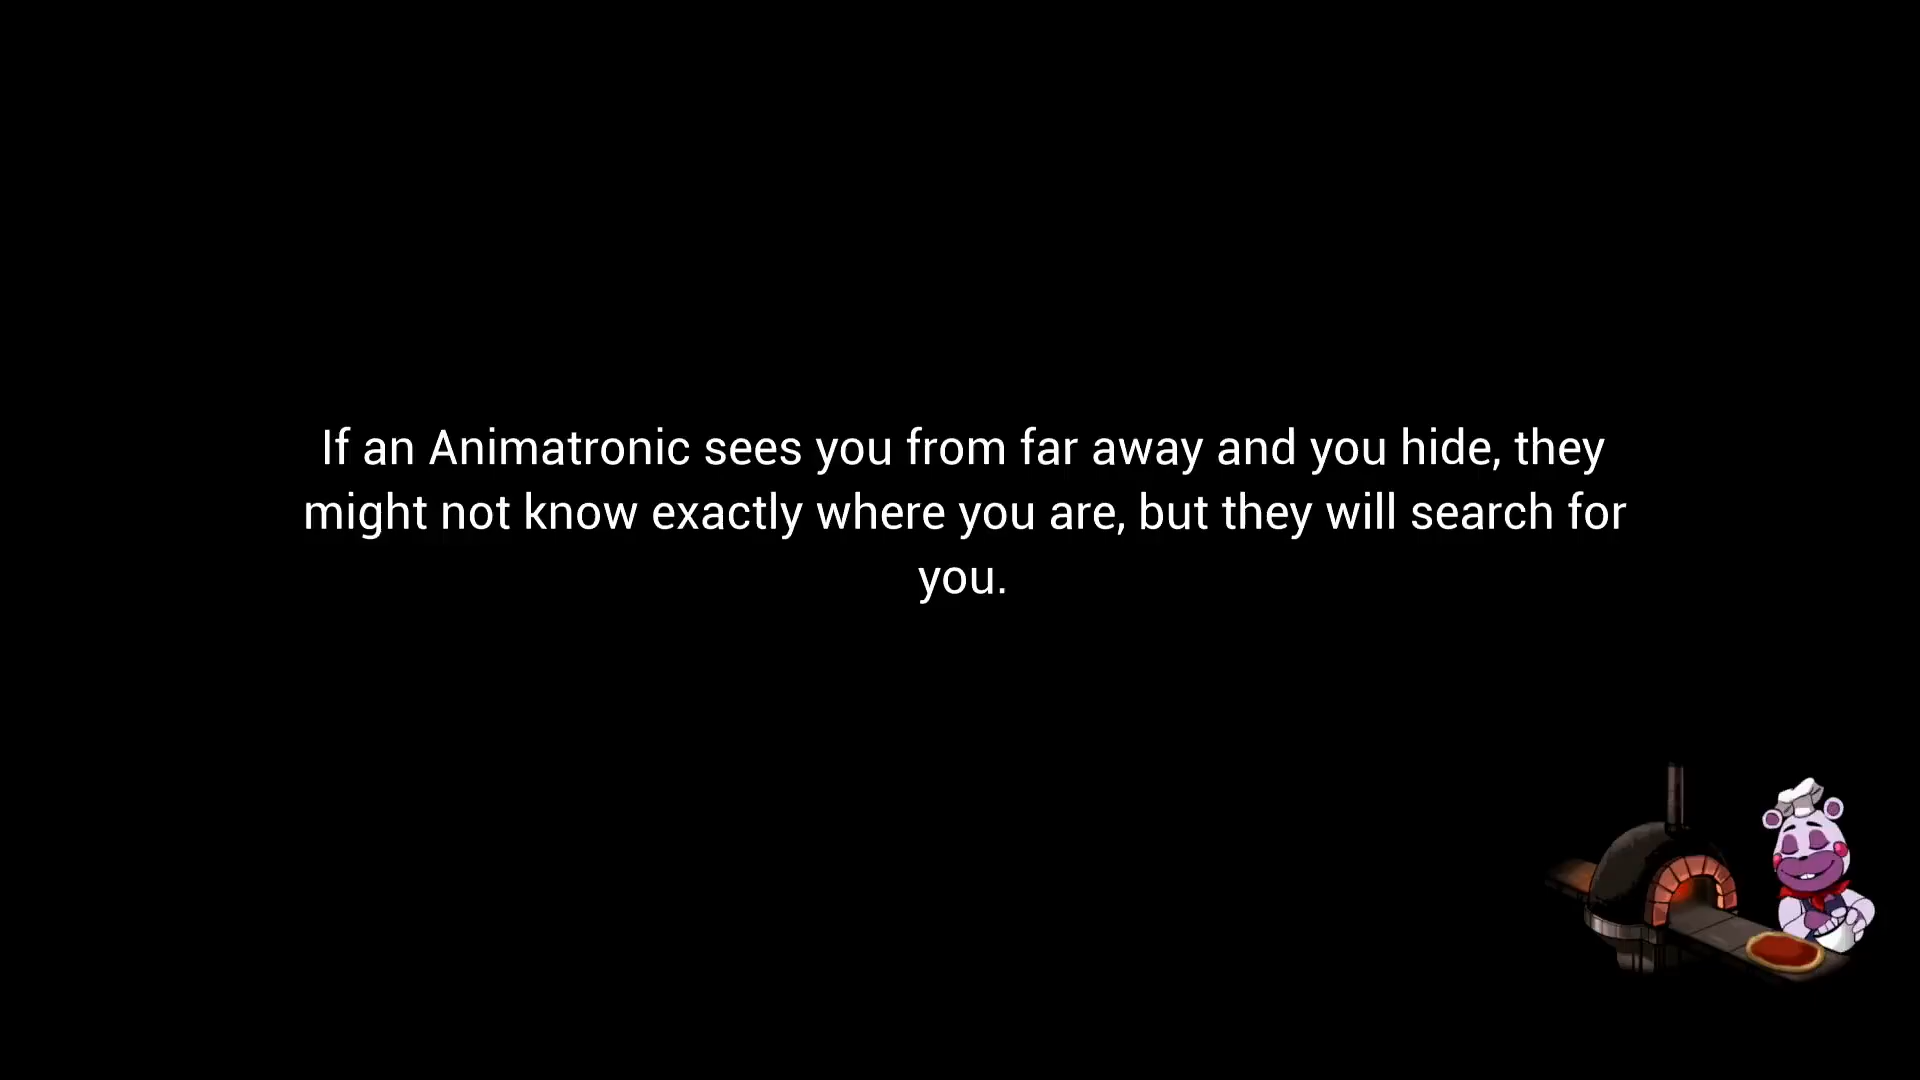 If an Animatronic sees you from far away and you hide, they
might not know exactly where you are, but they will search for
you.